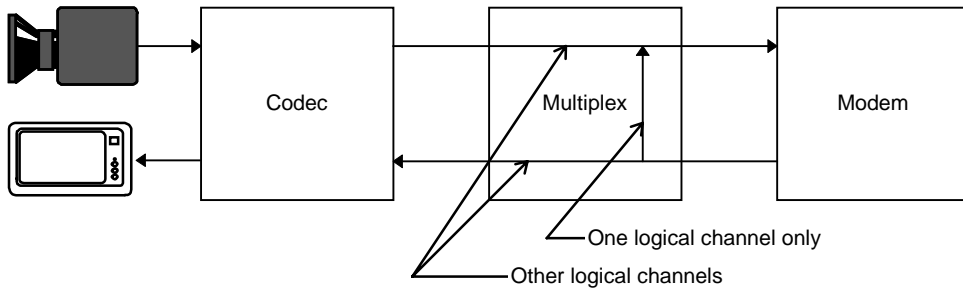 Codec
Multiplex
Modem
One logical channel only
Other logical channels